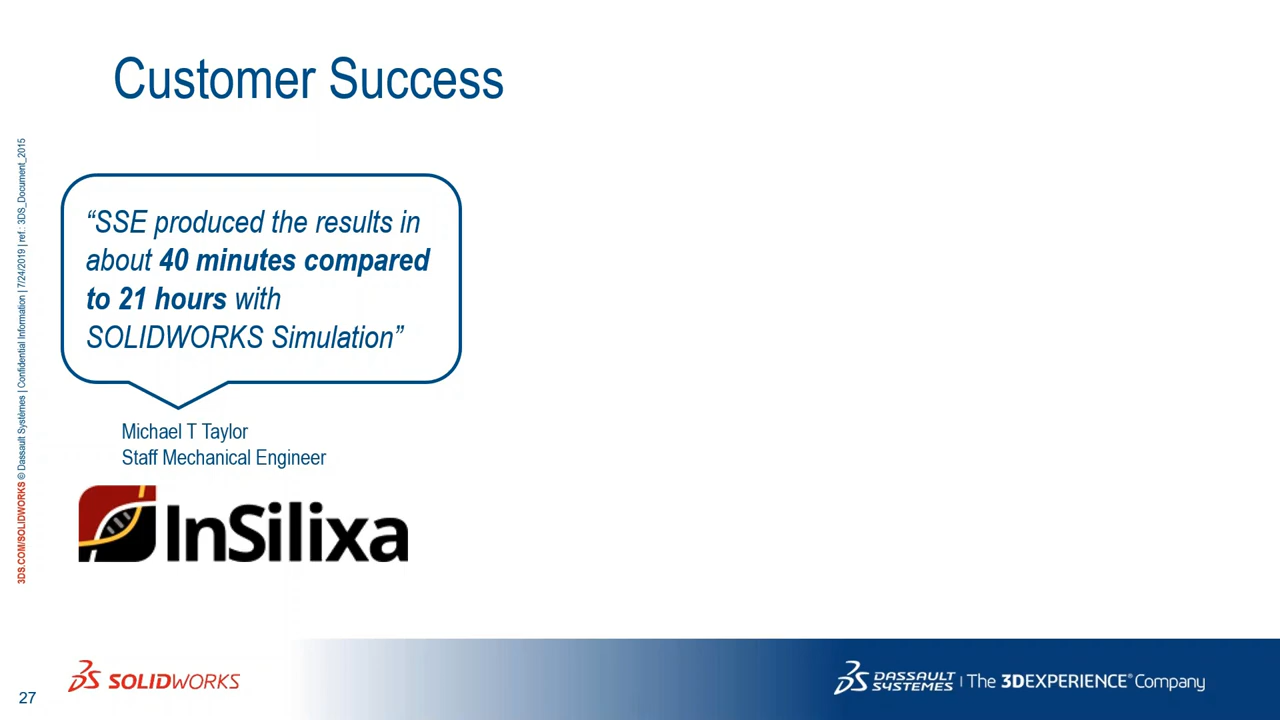 Customer Success
3DS.COM/SOLIDWORKS © Dassault Systèmes | Confidential Information | 7/24/2019 | ref.: 3DS_Document_2015
“SSE produced the results in
about 40 minutes compared
to 21 hours with
SOLIDWORKS Simulation”
Michael T Taylor
Staff Mechanical Engineer
InSilixa
27
SOLIDWORKS
DASSAULT
SYSTEMES | The 3DEXPERIENCE® Company